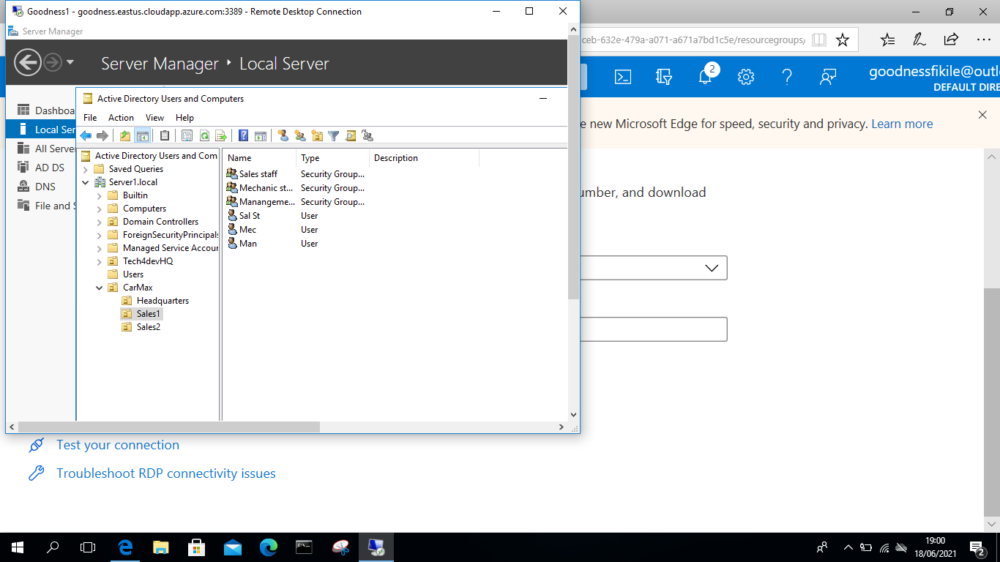 Goodness1 - goodness.eastus.cloudapp.azure.com:3389 - Remote Desktop Connection
Server Manager
Server Manager ‣ Local Server
Dashboa
Local Ser
All Serve
AD DS
DNS
File and S
Active Directory Users and Computers
File Action View Help
Active Directory Users and Com
Saved Queries
Server1.local
Builtin
Computers
Domain Controllers
ForeignSecurityPrincipals
Managed Service Accour
Tech4devHQ
Users
CarMax
Headquarters
Sales1
Sales2
Name Type Description
Sales staff Security Group...
Mechanic st... Security Group...
Manangeme... Security Group...
Sal St User
Mec User
Man User
ceb-632e-479a-a071-a671a7bd1c5e/resourcegroups/
2
goodnessfikile@outl
DEFAULT DIRE
e new Microsoft Edge for speed, security and privacy. Learn more
umber, and download
Test your connection
Troubleshoot RDP connectivity issues
19:00
18/06/2021
2